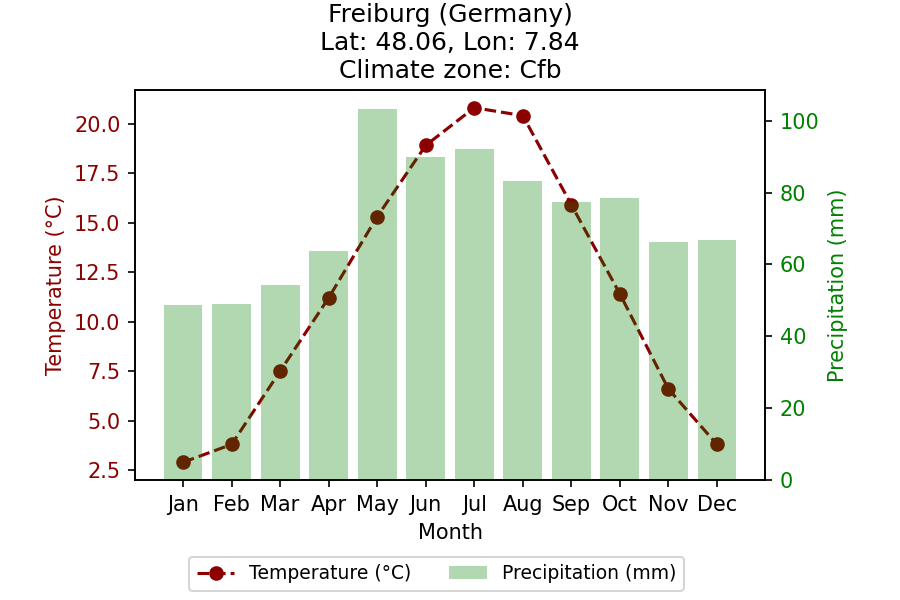 Freiburg (Germany)
Lat: 48.06, Lon: 7.84
Climate zone: Cfb
20.0
17.5
15.0
12.5
10.0
7.5
5.0
2.5
Temperature (°C)
100
80
60
40
20
0
Precipitation (mm)
Jan Feb Mar Apr May Jun Jul Aug Sep Oct Nov Dec
Month
Temperature (°C) Precipitation (mm)